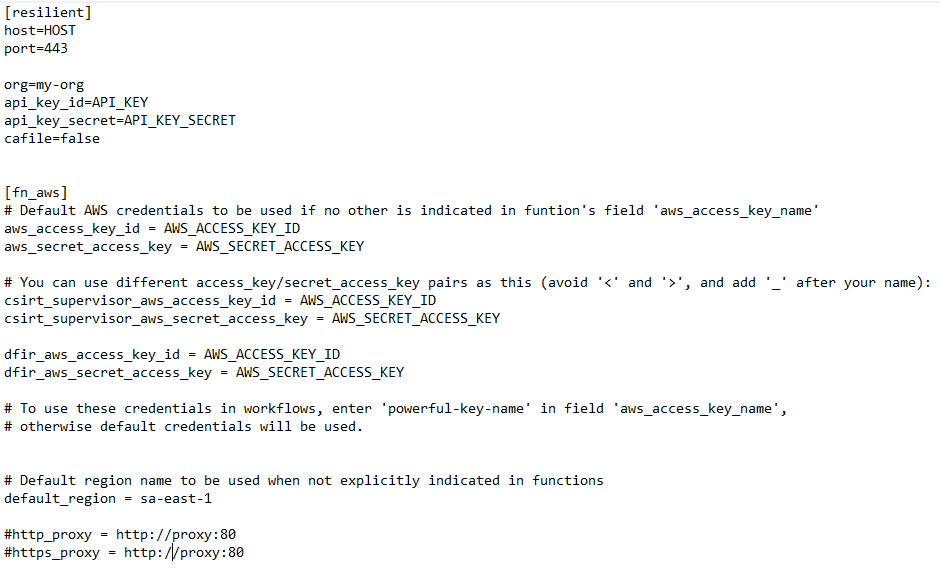 [resilient]
host=HOST
port=443
org=my-org
api_key_id=API_KEY
api_key_secret=API_KEY_SECRET
cafile=false
[fn_aws]
# Default AWS credentials to be used if no other is indicated in funtion's field 'aws_access_key_name'
aws_access_key_id = AWS_ACCESS_KEY_ID
aws_secret_access_key = AWS_SECRET_ACCESS_KEY
# You can use different access_key/secret_access_key pairs as this (avoid '<' and '>', and add '_' after your name):
csirt_supervisor_aws_access_key_id = AWS_ACCESS_KEY_ID
csirt_supervisor_aws_secret_access_key = AWS_SECRET_ACCESS_KEY
dfir_aws_access_key_id = AWS_ACCESS_KEY_ID
dfir_aws_secret_access_key = AWS_SECRET_ACCESS_KEY
# To use these credentials in workflows, enter 'powerful-key-name' in field 'aws_access_key_name',
# otherwise default credentials will be used.
# Default region name to be used when not explicitly indicated in functions
default_region = sa-east-1
#http_proxy = http://proxy:80
#https_proxy = http://proxy:80